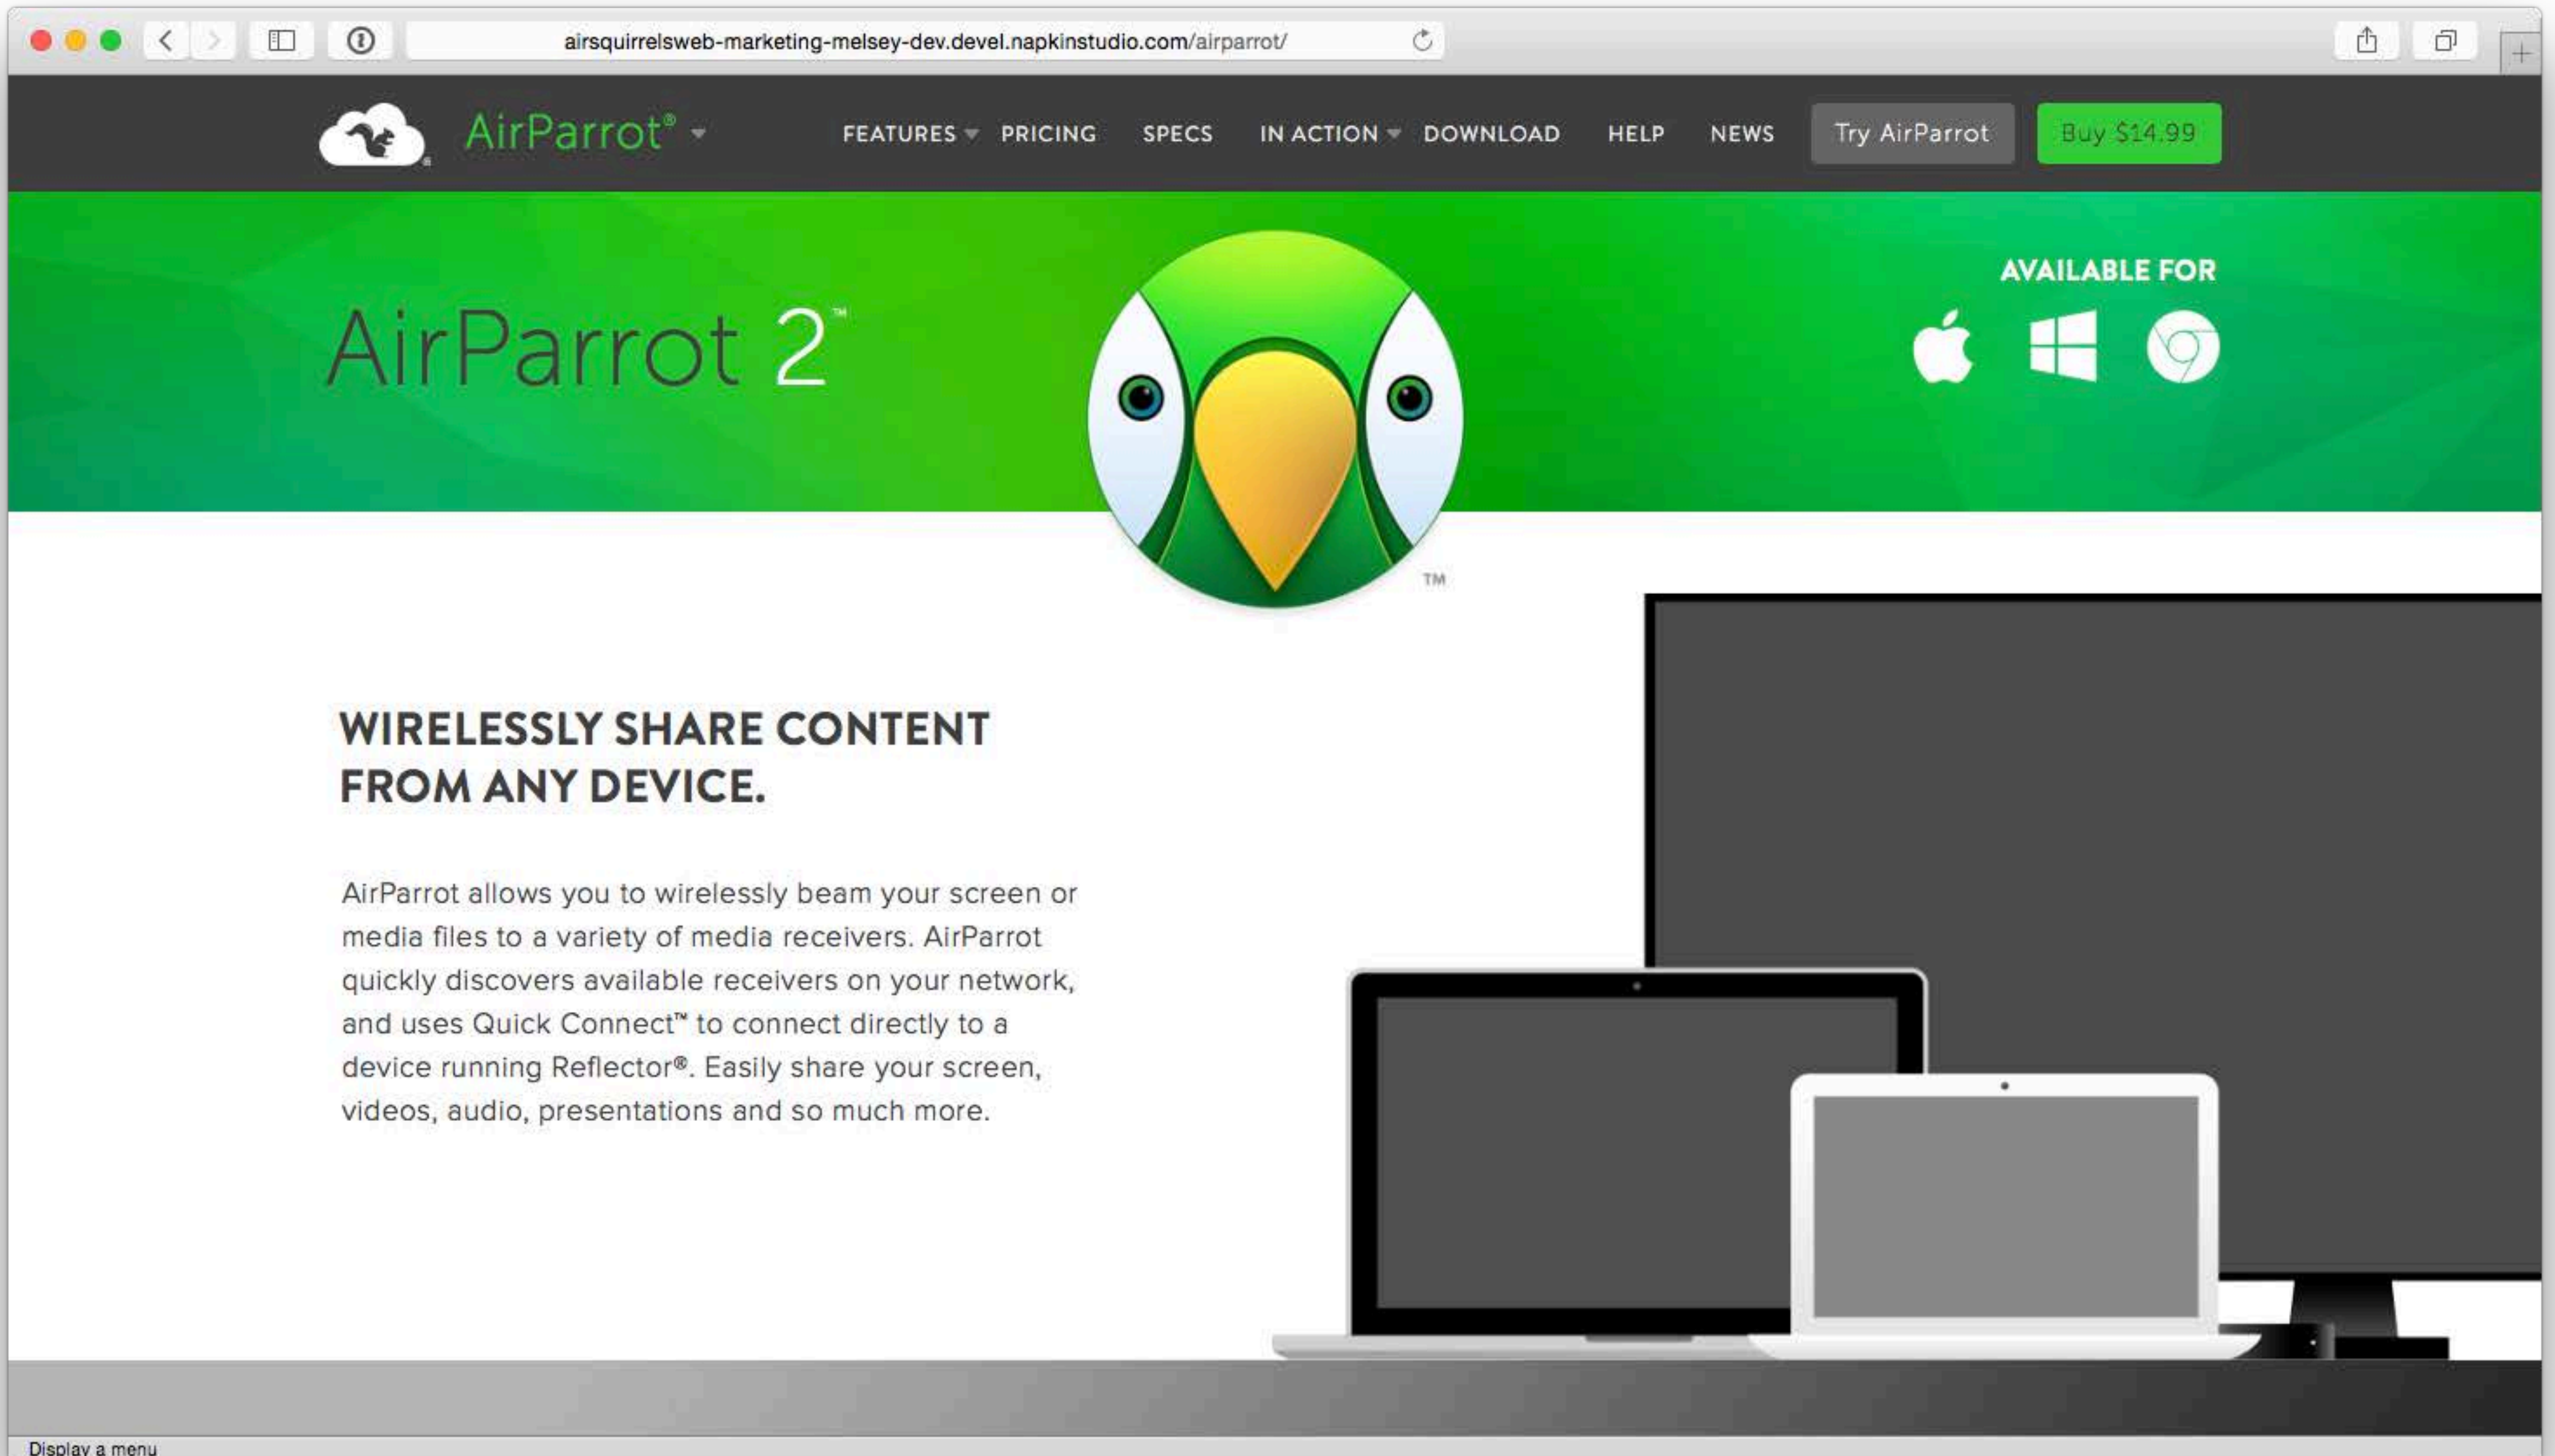 airsquirrelsweb-marketing-melsey-dev.devel.napkinstudio.com/airparrot/
AirParrot® FEATURES PRICING SPECS IN ACTION DOWNLOAD HELP NEWS Try AirParrot Buy $14.99
AirParrot 2™
AVAILABLE FOR
TM
WIRELESSLY SHARE CONTENT
FROM ANY DEVICE.
AirParrot allows you to wirelessly beam your screen or
media files to a variety of media receivers. AirParrot
quickly discovers available receivers on your network,
and uses Quick Connect™ to connect directly to a
device running Reflector®. Easily share your screen,
videos, audio, presentations and so much more.
Display a menu